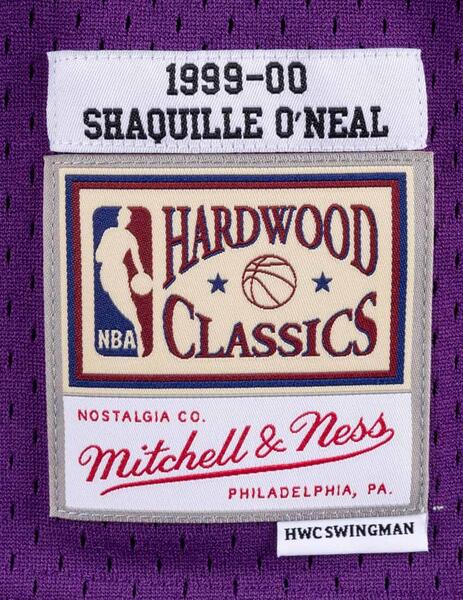 1999-00
SHAQUILLE O'NEAL
HARDWOOD
CLASSICS
NBA
NOSTALGIA CO.
Mitchell & Ness
PHILADELPHIA, PA.
HWC SWINGMAN